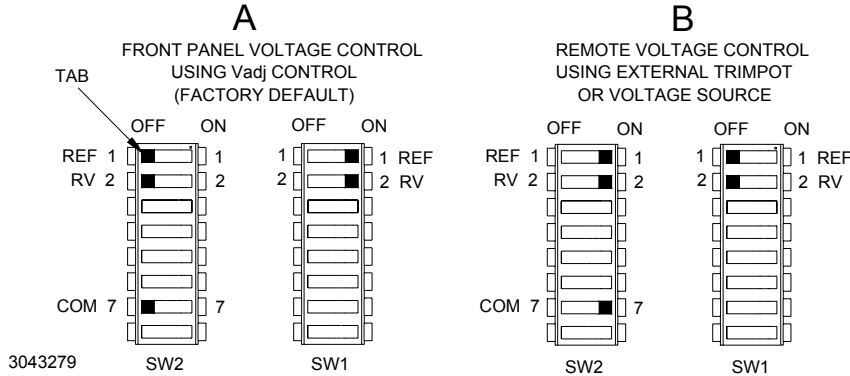 A
FRONT PANEL VOLTAGE CONTROL
USING Vadj CONTROL
(FACTORY DEFAULT)
TAB
OFF ON OFF ON
REF 1 1 1 1 REF
RV 2 2 2 2 RV
COM 7 7
SW2 SW1
B
REMOTE VOLTAGE CONTROL
USING EXTERNAL TRIMPOT
OR VOLTAGE SOURCE
OFF ON OFF ON
REF 1 1 1 1 REF
RV 2 2 2 2 RV
COM 7 7
SW2 SW1
3043279